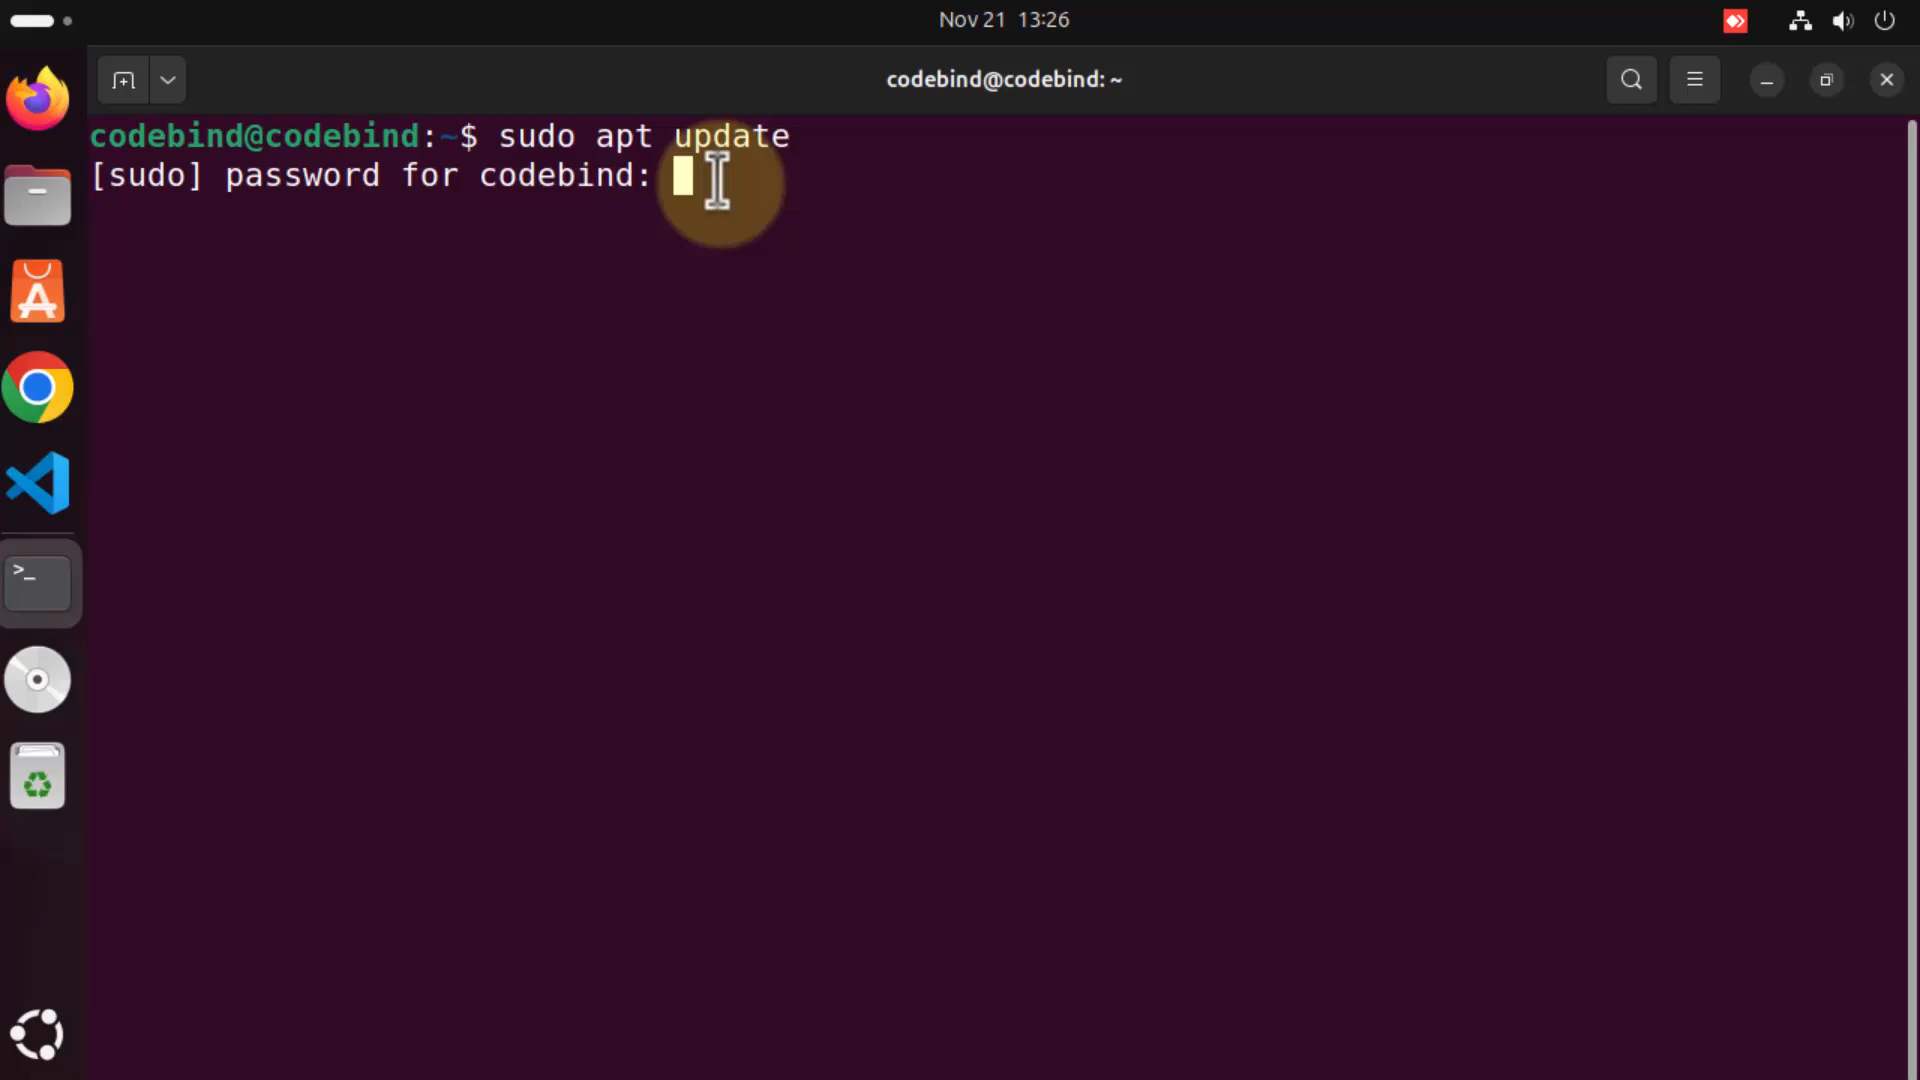 Nov 21 13:26
codebind@codebind: ~
codebind@codebind:~$ sudo apt update
[sudo] password for codebind:
>_